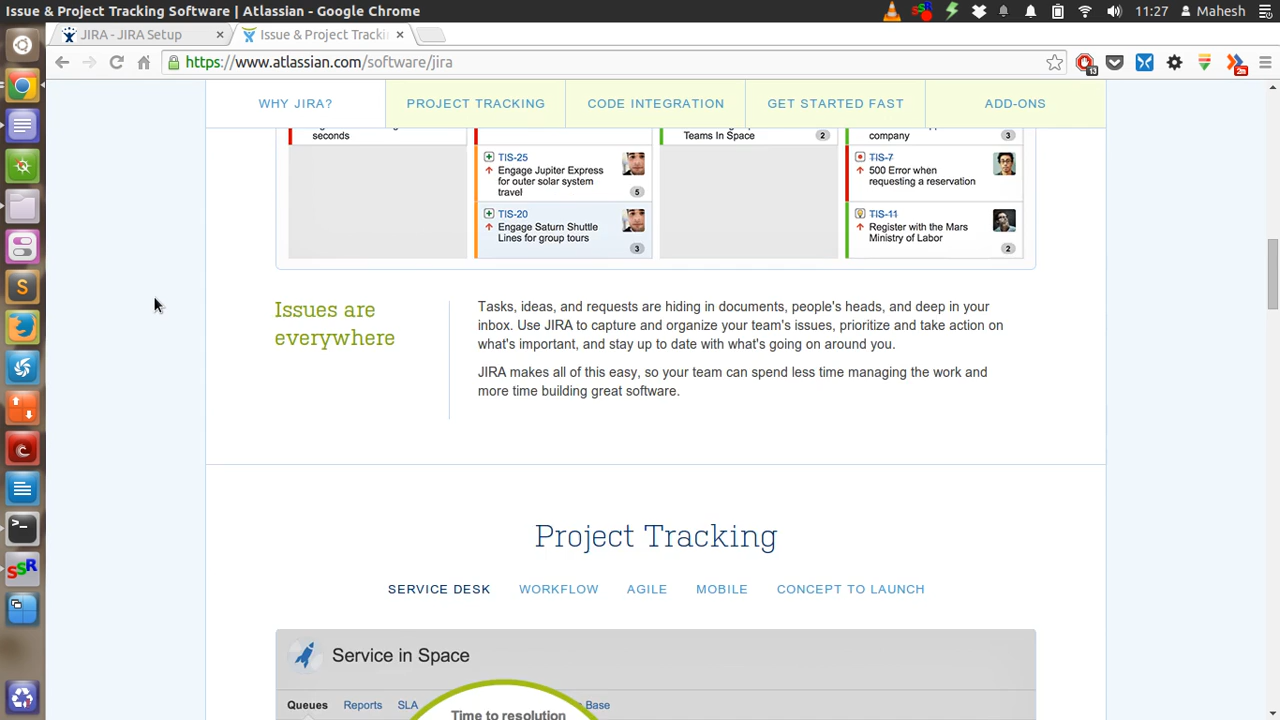 Issue & Project Tracking Software | Atlassian - Google Chrome
11:27
Mahesh
JIRA - JIRA Setup
Issue & Project Tracki
https://www.atlassian.com/software/jira
13
2m
WHY JIRA?
PROJECT TRACKING
CODE INTEGRATION
GET STARTED FAST
ADD-ONS
seconds
Teams In Space
2
company
3
TIS-25
Engage Jupiter Express
for outer solar system
travel
5
TIS-20
Engage Saturn Shuttle
Lines for group tours
3
TIS-7
500 Error when
requesting a reservation
TIS-11
Register with the Mars
Ministry of Labor
2
Issues are
everywhere
Tasks, ideas, and requests are hiding in documents, people's heads, and deep in your
inbox. Use JIRA to capture and organize your team's issues, prioritize and take action on
what's important, and stay up to date with what's going on around you.
JIRA makes all of this easy, so your team can spend less time managing the work and
more time building great software.
Project Tracking
SERVICE DESK
WORKFLOW
AGILE
MOBILE
CONCEPT TO LAUNCH
Service in Space
Queues
Reports
SLA
Base
Time to resolution
SSR